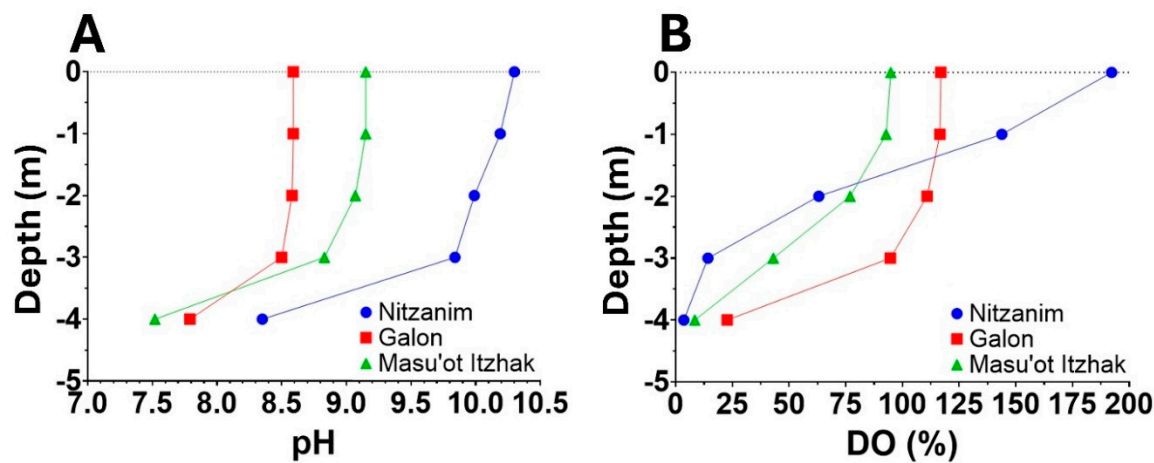 A
0
-1
-2
-3
-4
-5
Depth (m)
7.0 7.5 8.0 8.5 9.0 9.5 10.0 10.5
pH
Nitzanim
Galon
Masu'ot Itzhak
B
0
-1
-2
-3
-4
-5
Depth (m)
0 25 50 75 100 125 150 175 200
DO (%)
Nitzanim
Galon
Masu'ot Itzhak